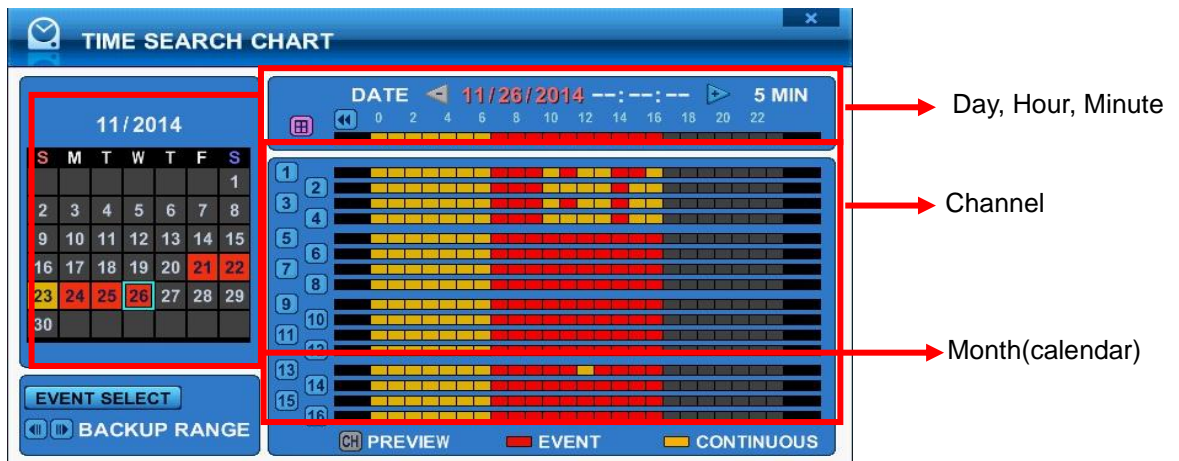 ×
TIME SEARCH CHART
DATE 11/26/2014 --:--:-- 5 MIN
0 2 4 6 8 10 12 14 16 18 20 22
Day, Hour, Minute
11/2014
S M T W T F S
1
2 3 4 5 6 7 8
9 10 11 12 13 14 15
16 17 18 19 20 21 22
23 24 25 26 27 28 29
30
1
2
3
4
5
6
7
8
9
10
11
12
13
14
15
16
Channel
Month(calendar)
EVENT SELECT
BACKUP RANGE
CH PREVIEW EVENT CONTINUOUS